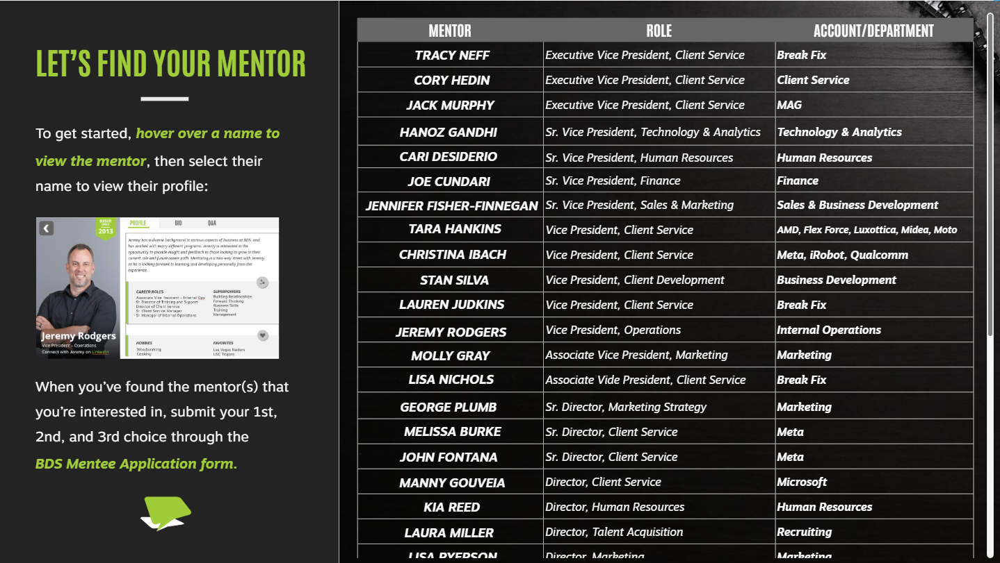 LET'S FIND YOUR MENTOR
To get started, hover over a name to
view the mentor, then select their
name to view their profile:
BDSER
SINCE
2013
Jeremy Rodgers
Vice President – Operations
Connect with Jeremy on LinkedIn
PROFILE BIO Q&A
Jeremy has a diverse background in various aspects of business at BDS, and
has worked with many different programs. Jeremy is interested in the
opportunity to provide insight and feedback to those looking to grow in their
current role and future career path. Mentoring is a two-way street with Jeremy,
as he is looking forward to learning and developing personally from the
experience.
CAREER ROLES
Associate Vice President – Internal Ops
Sr. Director of Training and Support
Director of Client Service
Sr. Client Service Manager
Sr. Manager of Internal Operations
SUPERPOWERS
Building Relationships
Forward Thinking
Business Skills
Training
Management
HOBBIES
Woodworking
Cooking
FAVORITES
Las Vegas Raiders
USC Trojans
When you've found the mentor(s) that
you're interested in, submit your 1st,
2nd, and 3rd choice through the
BDS Mentee Application form.
MENTOR ROLE ACCOUNT/DEPARTMENT
TRACY NEFF Executive Vice President, Client Service Break Fix
CORY HEDIN Executive Vice President, Client Service Client Service
JACK MURPHY Executive Vice President, Client Service MAG
HANOZ GANDHI Sr. Vice President, Technology & Analytics Technology & Analytics
CARI DESIDERIO Sr. Vice President, Human Resources Human Resources
JOE CUNDARI Sr. Vice President, Finance Finance
JENNIFER FISHER-FINNEGAN Sr. Vice President, Sales & Marketing Sales & Business Development
TARA HANKINS Vice President, Client Service AMD, Flex Force, Luxottica, Midea, Moto
CHRISTINA IBACH Vice President, Client Service Meta, iRobot, Qualcomm
STAN SILVA Vice President, Client Development Business Development
LAUREN JUDKINS Vice President, Client Service Break Fix
JEREMY RODGERS Vice President, Operations Internal Operations
MOLLY GRAY Associate Vice President, Marketing Marketing
LISA NICHOLS Associate Vide President, Client Service Break Fix
GEORGE PLUMB Sr. Director, Marketing Strategy Marketing
MELISSA BURKE Sr. Director, Client Service Meta
JOHN FONTANA Sr. Director, Client Service Meta
MANNY GOUVEIA Director, Client Service Microsoft
KIA REED Director, Human Resources Human Resources
LAURA MILLER Director, Talent Acquisition Recruiting
LISA RYERSON Director, Marketing Marketing